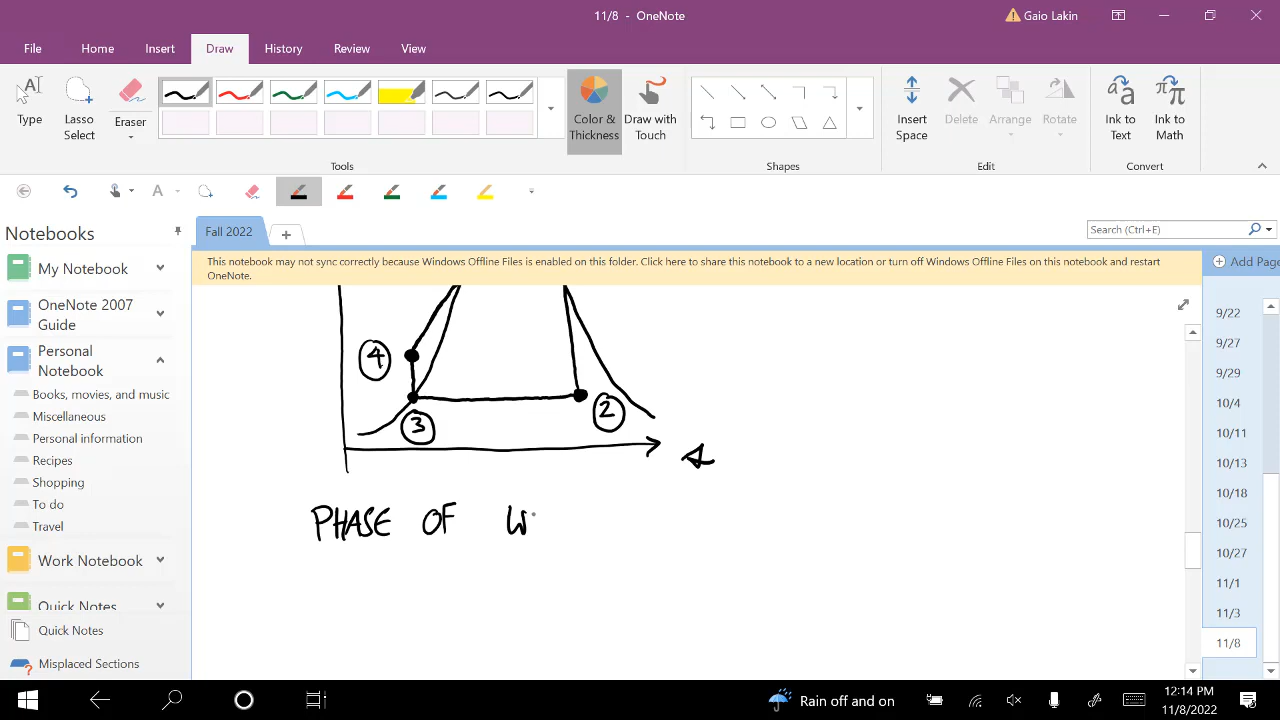 11/8 - OneNote
Gaio Lakin
File Home Insert Draw History Review View
Type
Lasso Select
Eraser
Color & Thickness
Draw with Touch
Insert Space
Delete
Arrange
Rotate
Ink to Text
Ink to Math
Tools
Shapes
Edit
Convert
Notebooks
Fall 2022
Search (Ctrl+E)
This notebook may not sync correctly because Windows Offline Files is enabled on this folder. Click here to share this notebook to a new location or turn off Windows Offline Files on this notebook and restart
OneNote.
Add Page
My Notebook
OneNote 2007
Guide
Personal
Notebook
Books, movies, and music
Miscellaneous
Personal information
Recipes
Shopping
To do
Travel
Work Notebook
Quick Notes
Quick Notes
Misplaced Sections
4
3
2
PHASE OF W
9/22
9/27
9/29
10/4
10/11
10/13
10/18
10/25
10/27
11/1
11/3
11/8
Rain off and on
12:14 PM
11/8/2022